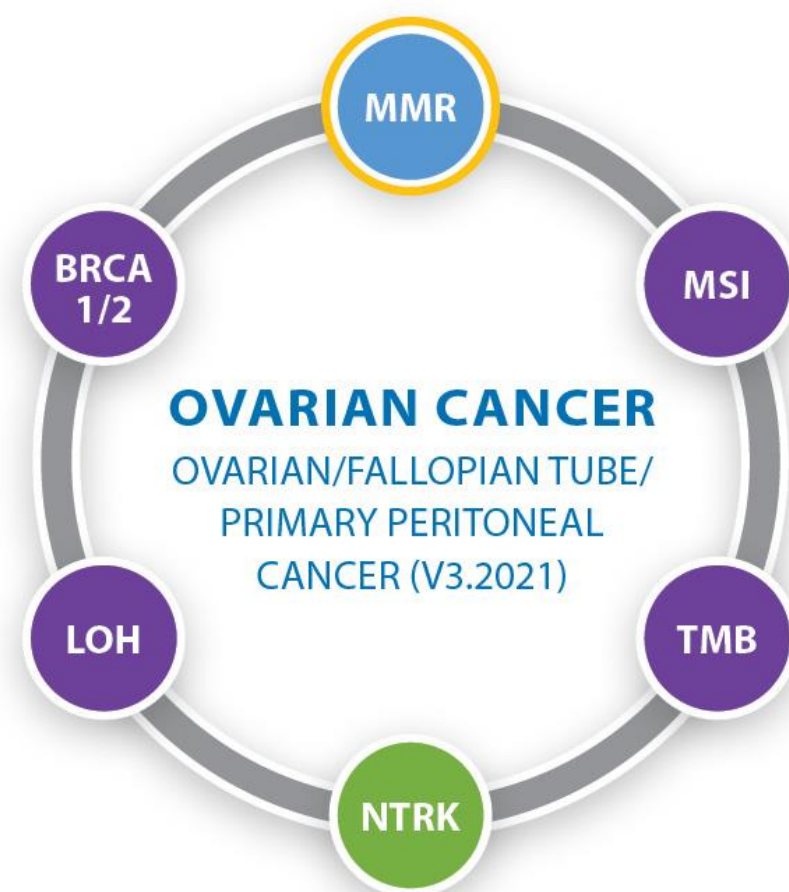 MMR
BRCA
1/2
MSI
OVARIAN CANCER
OVARIAN/FALLOPIAN TUBE/
PRIMARY PERITONEAL
CANCER (V3.2021)
LOH
TMB
NTRK